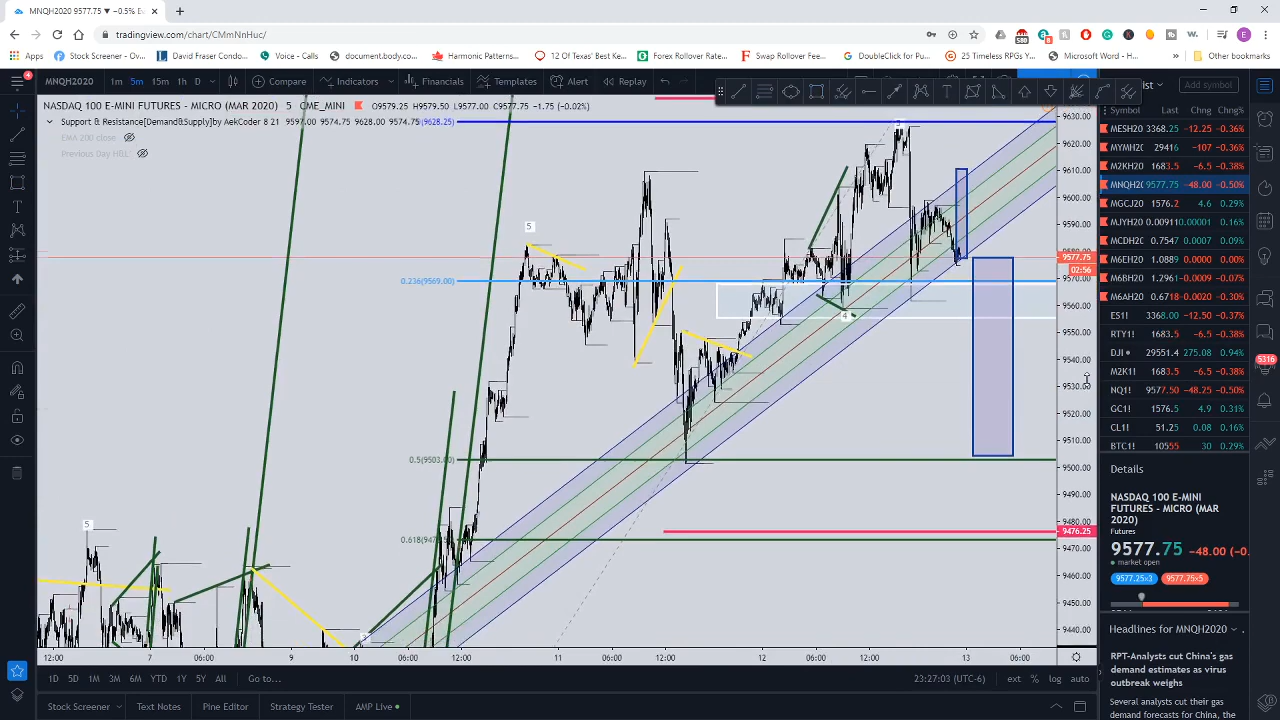 MNQH2020 9577.75 ▼ −0.5% E
tradingview.com/chart/CMmNnHuc/
580
8
E
Apps
Stock Screener -
David Fraser Condo...
Voice - Calls
document.body.com...
Harmonic Patterns...
12 Of Texas' Best Ke...
Forex Rollover Rate...
Swap Rollover Fee...
DoubleClick for Pu...
25 Timeless RTG Y...
Microsoft Word - H...
Other bookmarks
4
MNQH2020
1m
5m
15m
1h
D
Compare
Indicators
Financials
Templates
Alert
Replay
ist
Add symbol
NASDAQ 100 E-MINI FUTURES - MICRO (MAR 2020) 5 CME_MINI
O9579.25 H9579.50 L9577.00 C9577.75 −1.75 (−0.02%)
Support & Resistance[Demand&Supply]by AekCoder 8 21 9597.00 9574.75 9628.00 9574.75
(9628.25)
EMA 200 close
5
5
5
4
0.236(9569.00)
0.5(9503.00)
9630.00
9620.00
9610.00
9600.00
9590.00
9577.75
02:56
9560.00
9550.00
9540.00
9530.00
9520.00
9510.00
9500.00
9490.00
9480.00
9476.25
9470.00
9460.00
9450.00
9440.00
12:00
7
06:00
9
10
06:00
12:00
11
06:00
12:00
12
06:00
12:00
13
06:00
Symbol Last Chng Chng%
MESH20 3368.25 −12.25 −0.36%
MYMH20 29416 −107 −0.36%
M2KH20 1683.5 −6.5 −0.38%
MNQH20 9577.75 −48.00 −0.50%
MGCJ20 1576.2 4.6 0.29%
MJYH20 0.00911 0.00001 0.16%
MCDH20 0.7547 0.0007 0.09%
M6EH20 1.0889 0.0000 0.00%
M6BH20 1.2961 −0.0009 −0.07%
M6AH20 0.6718 −0.0020 −0.30%
ES1! 3368.00 −12.50 −0.37%
RTY1! 1683.5 −6.5 −0.38%
DJI 29551.4 275.08 0.94%
M2K1! 1683.5 −6.5 −0.38%
NQ1! 9577.50 −48.25 −0.50%
GC1! 1576.5 4.9 0.31%
CL1! 51.25 0.08 0.16%
BTC1! 10555 30 0.29%
5316
Details
NASDAQ 100 E-MINI
FUTURES - MICRO (MAR
2020)
Futures
9577.75 −48.00 (−0.
market open
9577.25×3
9577.75×5
Headlines for MNQH2020
RPT-Analysts cut China's gas
demand estimates as virus
outbreak weighs
Several analysts cut their gas
demand forecasts for China, the
1D
5D
1M
3M
6M
YTD
1Y
5Y
All
Go to...
23:27:03 (UTC-6)
ext
%
log
auto
Stock Screener
Text Notes
Pine Editor
Strategy Tester
AMP Live